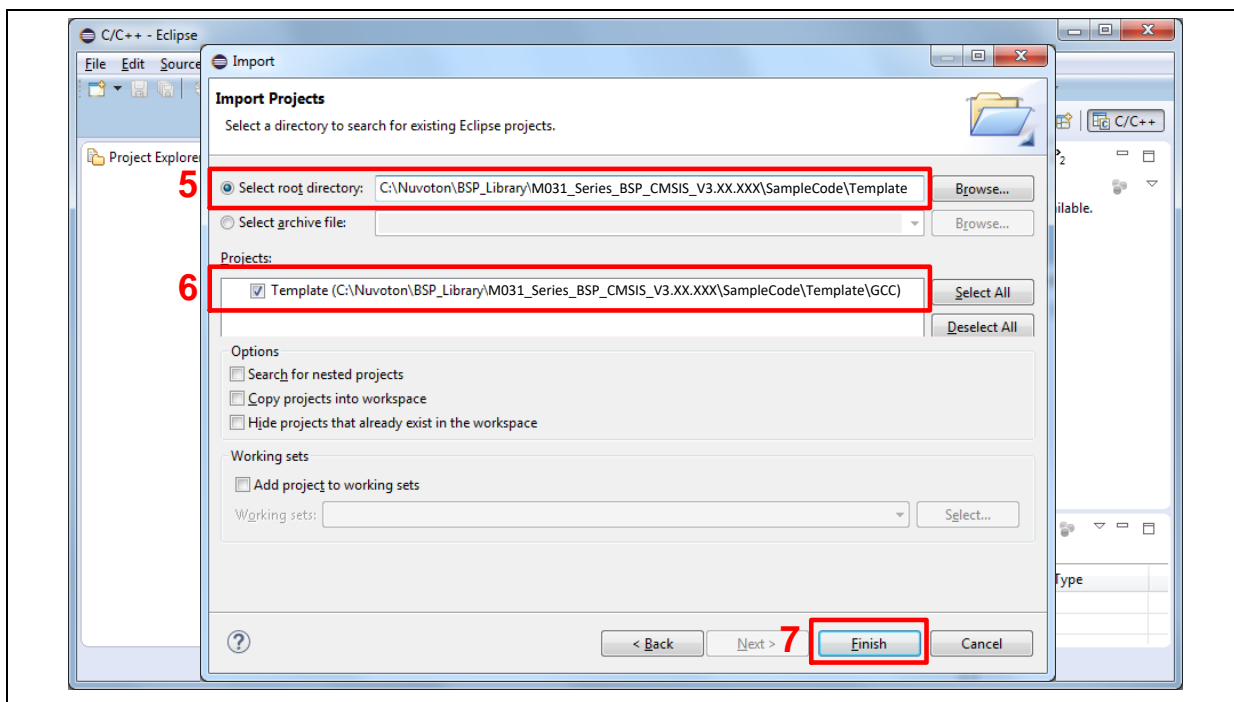 C/C++ - Eclipse
File Edit Source
Import
Import Projects
Select a directory to search for existing Eclipse projects.
C/C++
Project Explorer
2
5 Select root directory: C:\Nuvoton\BSP_Library\M031_Series_BSP_CMSIS_V3.XX.XXX\SampleCode\Template Browse...
ilable.
Select archive file: Browse...
Projects:
6 Template (C:\Nuvoton\BSP_Library\M031_Series_BSP_CMSIS_V3.XX.XXX\SampleCode\Template\GCC) Select All
Deselect All
Options
Search for nested projects
Copy projects into workspace
Hide projects that already exist in the workspace
Working sets
Add project to working sets
Working sets: Select...
Type
? < Back Next > 7 Finish Cancel